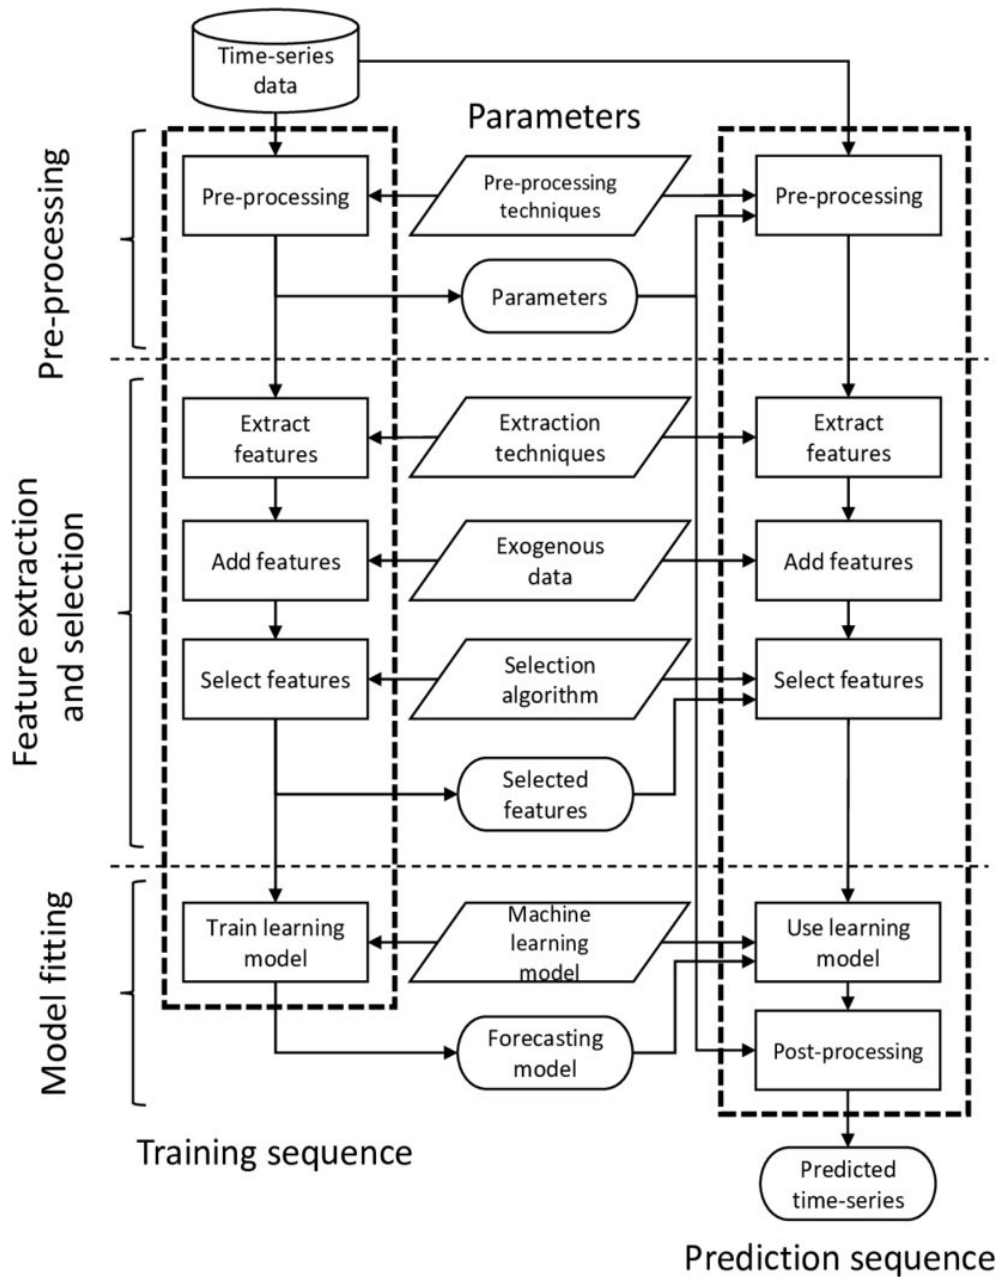 Time-series
data
Parameters
Pre-processing
Pre-processing
Pre-processing
techniques
Pre-processing
Parameters
Feature extraction
and selection
Extract
features
Extraction
techniques
Extract
features
Add features
Exogenous
data
Add features
Select features
Selection
algorithm
Select features
Selected
features
Model fitting
Train learning
model
Machine
learning
model
Use learning
model
Forecasting
model
Post-processing
Training sequence
Predicted
time-series
Prediction sequence